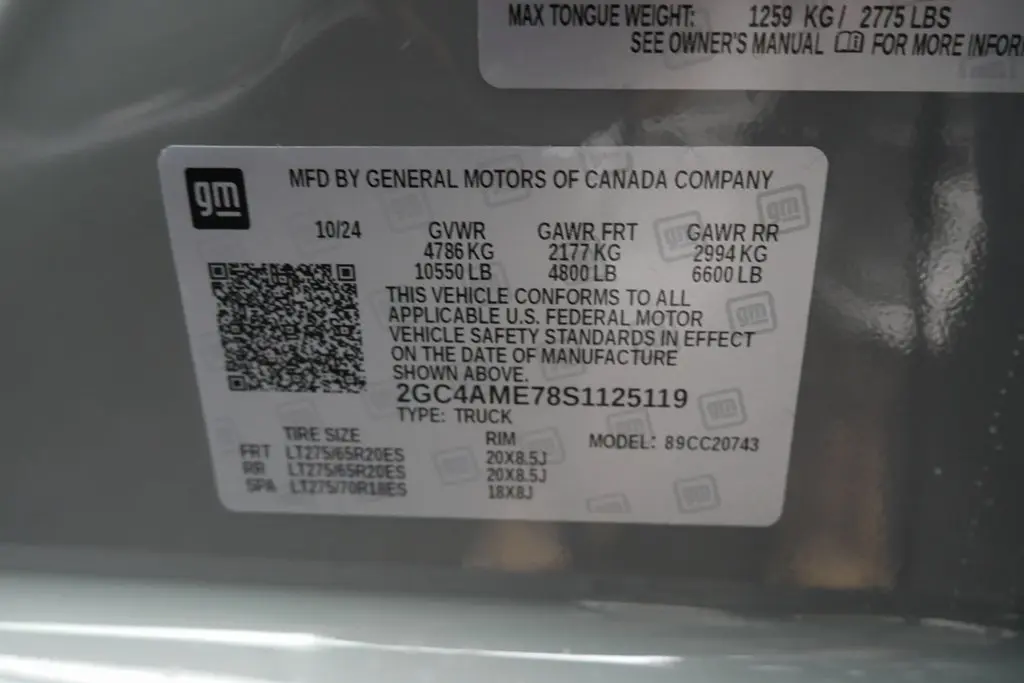 MAX TONGUE WEIGHT: 1259 KG / 2775 LBS
SEE OWNER'S MANUAL FOR MORE INFOR
gm
MFD BY GENERAL MOTORS OF CANADA COMPANY
10/24 GVWR GAWR FRT GAWR RR
4786 KG 2177 KG 2994 KG
10550 LB 4800 LB 6600 LB
THIS VEHICLE CONFORMS TO ALL
APPLICABLE U.S. FEDERAL MOTOR
VEHICLE SAFETY STANDARDS IN EFFECT
ON THE DATE OF MANUFACTURE
SHOWN ABOVE.
2GC4AME78S1125119
TYPE: TRUCK
TIRE SIZE RIM MODEL: 89CC20743
FRT LT275/65R20ES 20X8.5J
RR LT275/65R20ES 20X8.5J
SPA LT275/70R18ES 18X8J